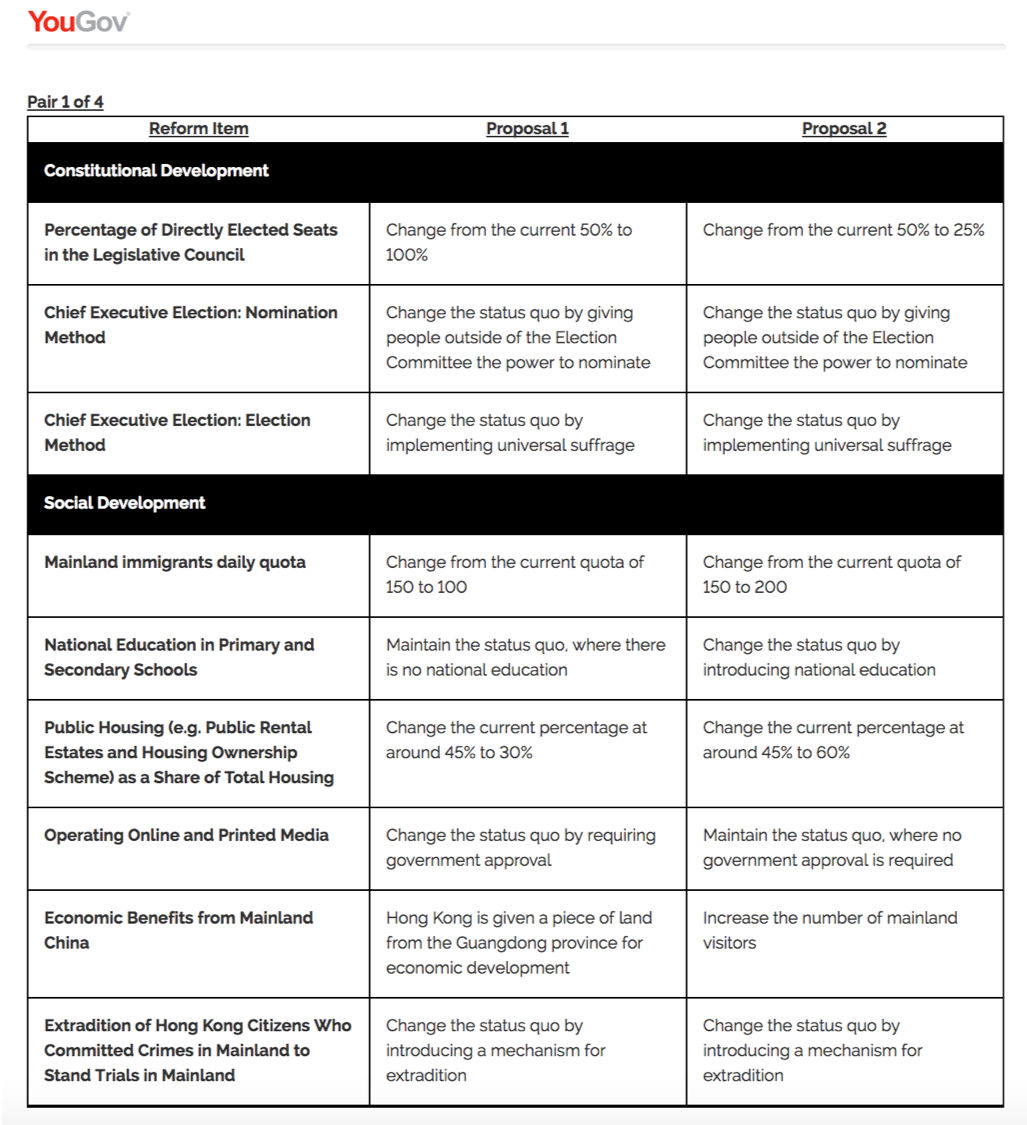 YouGov
Pair 1 of 4
Reform Item Proposal 1 Proposal 2
Constitutional Development
Percentage of Directly Elected Seats
in the Legislative Council
Change from the current 50% to
100%
Change from the current 50% to 25%
Chief Executive Election: Nomination
Method
Change the status quo by giving
people outside of the Election
Committee the power to nominate
Change the status quo by giving
people outside of the Election
Committee the power to nominate
Chief Executive Election: Election
Method
Change the status quo by
implementing universal suffrage
Change the status quo by
implementing universal suffrage
Social Development
Mainland immigrants daily quota
Change from the current quota of
150 to 100
Change from the current quota of
150 to 200
National Education in Primary and
Secondary Schools
Maintain the status quo, where there
is no national education
Change the status quo by
introducing national education
Public Housing (e.g. Public Rental
Estates and Housing Ownership
Scheme) as a Share of Total Housing
Change the current percentage at
around 45% to 30%
Change the current percentage at
around 45% to 60%
Operating Online and Printed Media
Change the status quo by requiring
government approval
Maintain the status quo, where no
government approval is required
Economic Benefits from Mainland
China
Hong Kong is given a piece of land
from the Guangdong province for
economic development
Increase the number of mainland
visitors
Extradition of Hong Kong Citizens Who
Committed Crimes in Mainland to
Stand Trials in Mainland
Change the status quo by
introducing a mechanism for
extradition
Change the status quo by
introducing a mechanism for
extradition